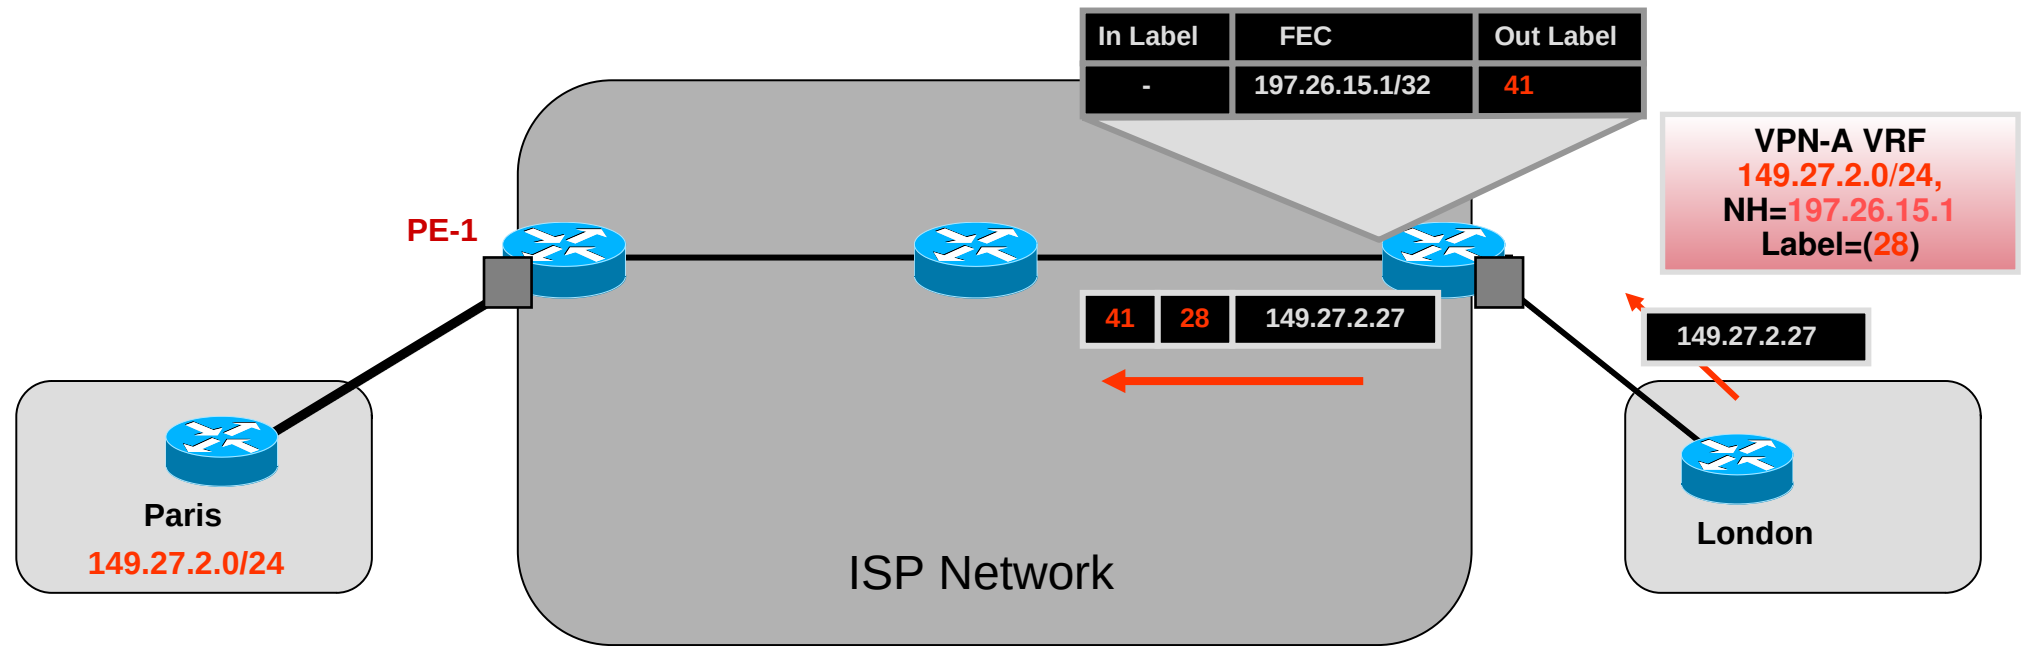 In Label FEC Out Label
- 197.26.15.1/32 41
VPN-A VRF
149.27.2.0/24,
NH=197.26.15.1
Label=(28)
PE-1
41 28 149.27.2.27
149.27.2.27
Paris
149.27.2.0/24
London
ISP Network